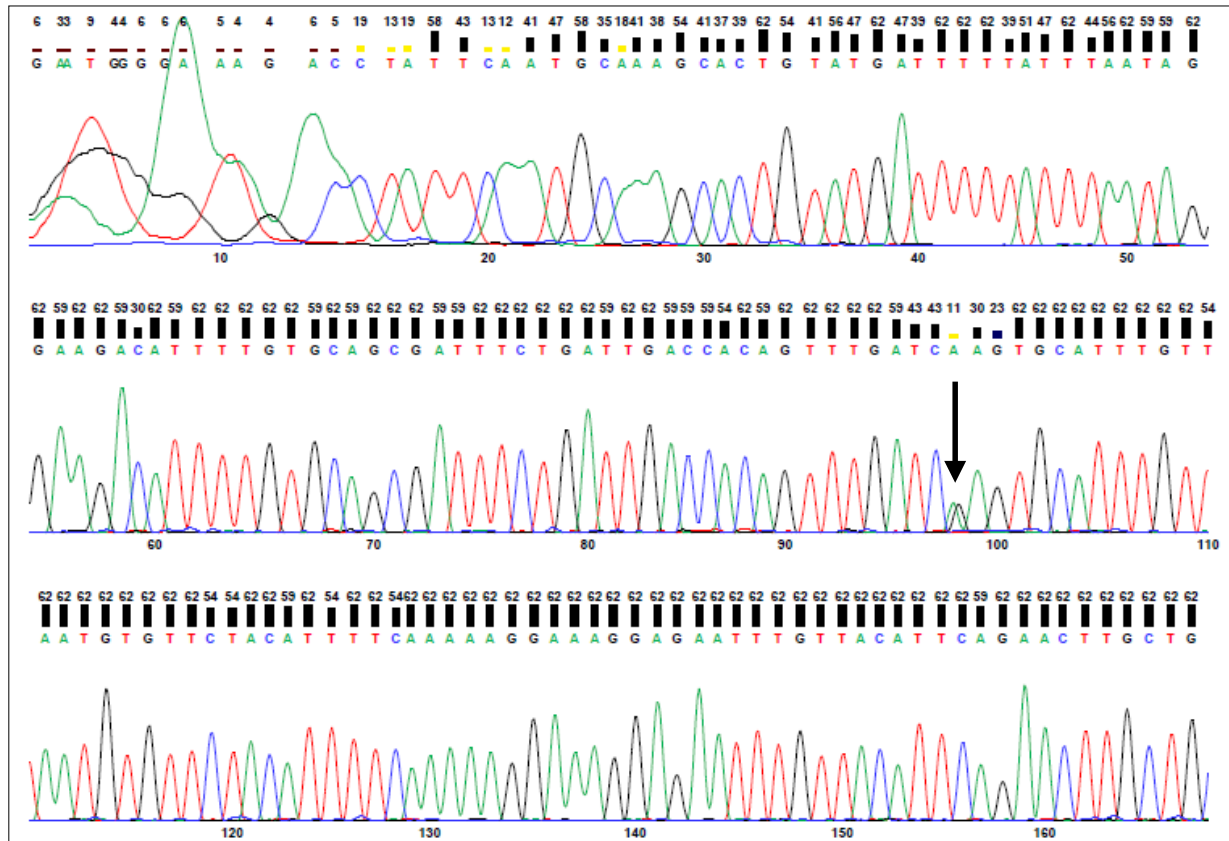 6 33 9 44 6 6 6 5 4 4 6 5 19 13 19 58 43 13 12 41 47 58 35 18 41 38 54 41 37 39 62 54 41 56 47 62 47 39 62 62 62 39 51 47 62 44 56 62 59 59 62
G AA T GG G G A A A G A C C T A T T C A A T G C A A A G C A C T G T A T G A T T T T T A T T T A A T A G
10 20 30 40 50
62 59 62 62 59 30 62 59 62 62 62 62 62 59 62 59 62 62 62 59 59 62 62 62 62 62 62 62 62 62 59 59 59 54 62 59 62 62 62 62 62 59 43 43 11 30 23 62 62 62 62 62 62 62 62 62 54
G A A G A C A T T T T G T G C A G C G A T T T C T G A T T G A C C A C A G T T T G A T C A A G T G C A T T T G T T
60 70 80 90 100 110
62 62 62 62 62 62 62 62 54 54 62 62 59 62 54 62 62 54 62 62 62 62 62 62 62 62 62 62 62 62 62 62 62 62 62 62 62 62 62 62 62 62 62 62 62 62 59 62 62 62 62 62 62 62 62 62 62
A A T G T G T T C T A C A T T T T C A A A A A G G A A A G G A G A A T T T G T T A C A T T C A G A A C T T G C T G
120 130 140 150 160